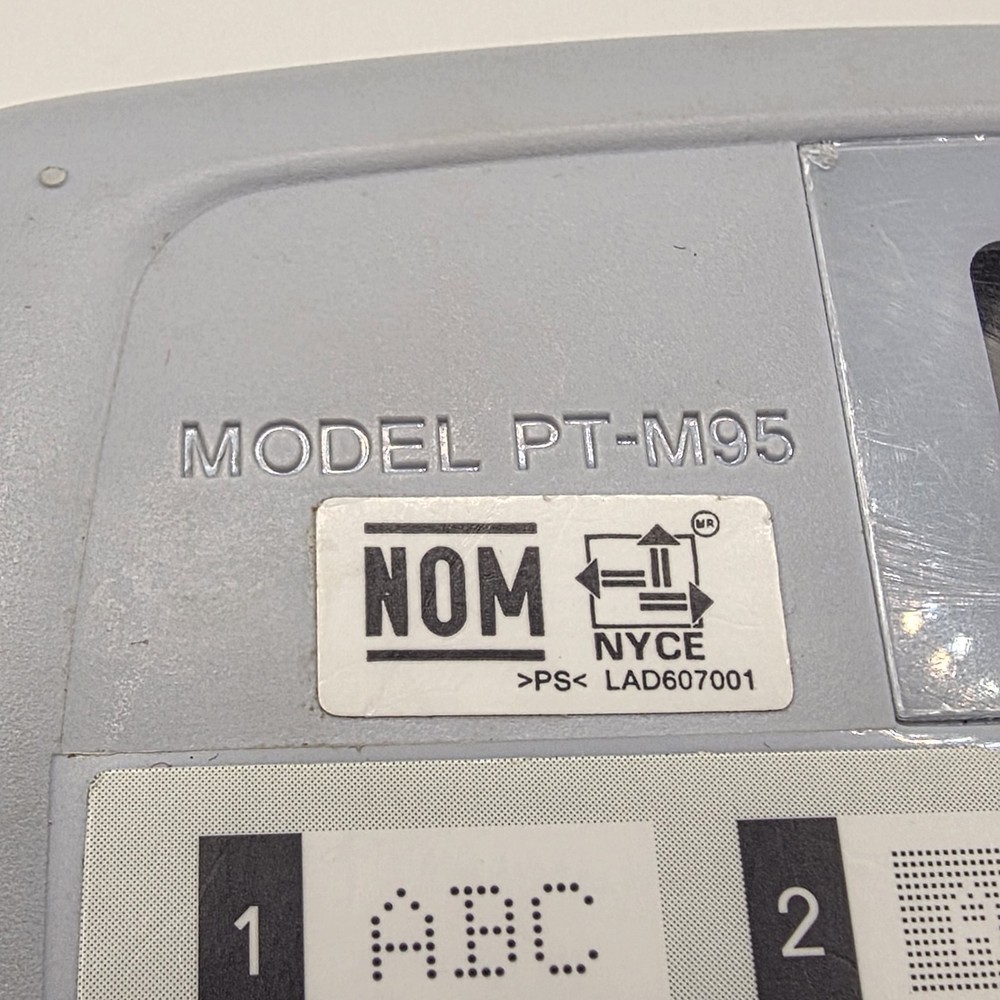 MODEL PT-M95
NOM
MR
NYCE
>PS< LAD607001
1 ABC 2